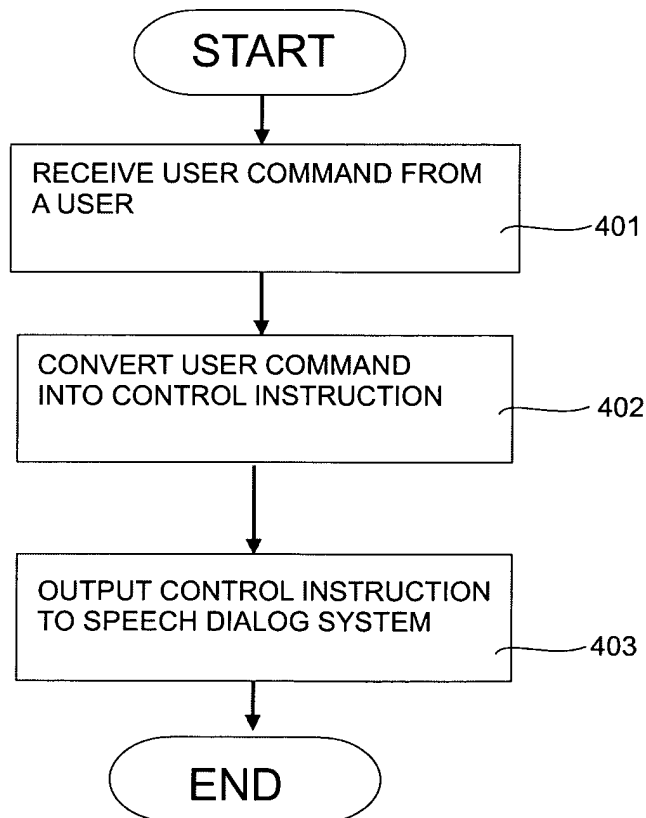 START
RECEIVE USER COMMAND FROM
A USER
401
CONVERT USER COMMAND
INTO CONTROL INSTRUCTION
402
OUTPUT CONTROL INSTRUCTION
TO SPEECH DIALOG SYSTEM
403
END